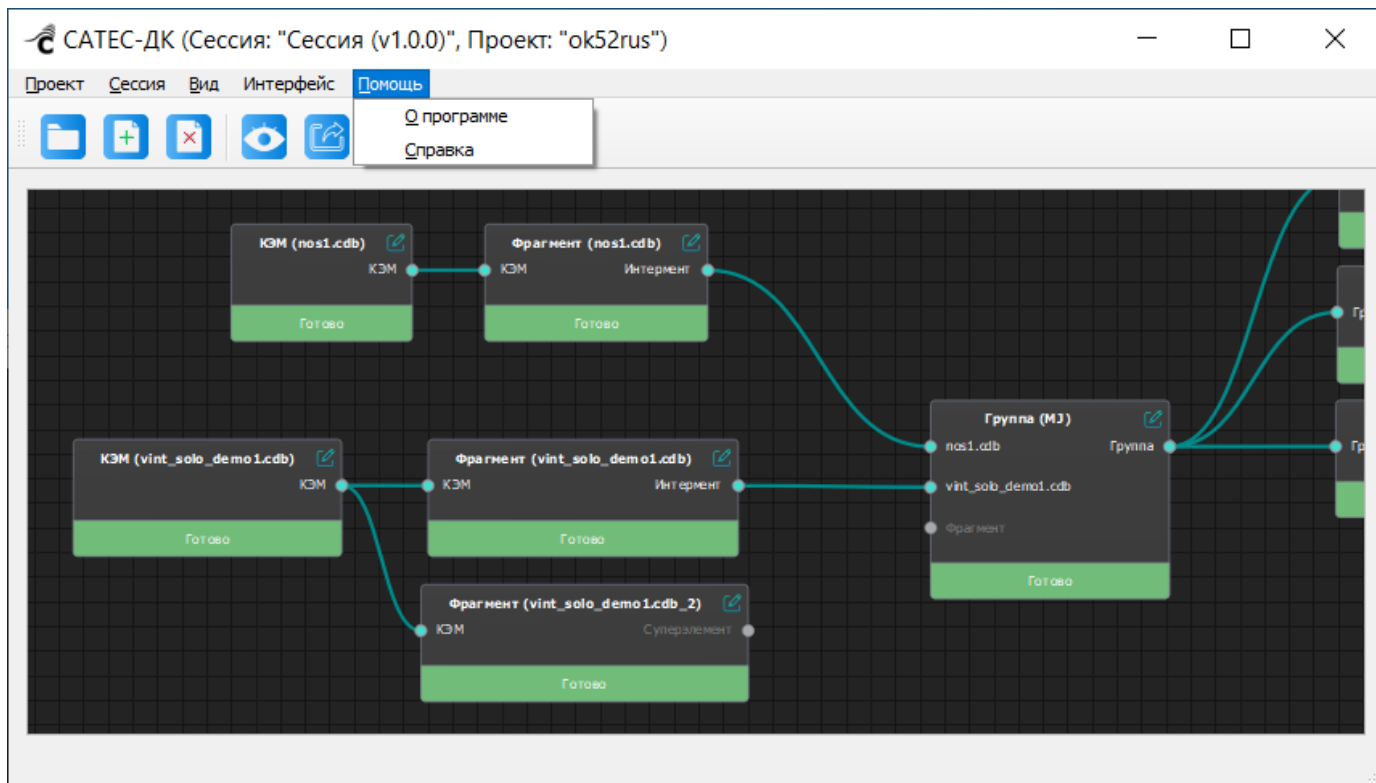 САТЕС-ДК (Сессия: "Сессия (v1.0.0)", Проект: "ok52rus")
Проект Сессия Вид Интерфейс Помощь
О программе
Справка
КЭМ (nos1.cdb)
КЭМ
Готово
Фрагмент (nos1.cdb)
КЭМ Интермент
Готово
КЭМ (vint_solo_demo1.cdb)
КЭМ
Готово
Фрагмент (vint_solo_demo1.cdb)
КЭМ Интермент
Готово
Фрагмент (vint_solo_demo1.cdb_2)
КЭМ Суперэлемент
Готово
Группа (MJ)
nos1.cdb Группа
vint_solo_demo1.cdb
Фрагмент
Готово
Гр
Гр